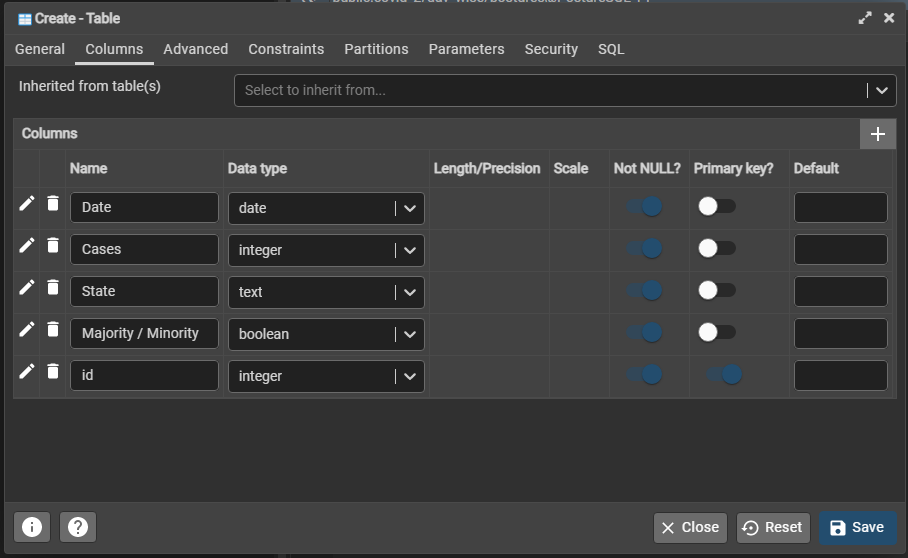 Create - Table
General Columns Advanced Constraints Partitions Parameters Security SQL
Inherited from table(s) Select to inherit from...
Columns
Name Data type Length/Precision Scale Not NULL? Primary key? Default
Date date
Cases integer
State text
Majority / Minority boolean
id integer
Close Reset Save